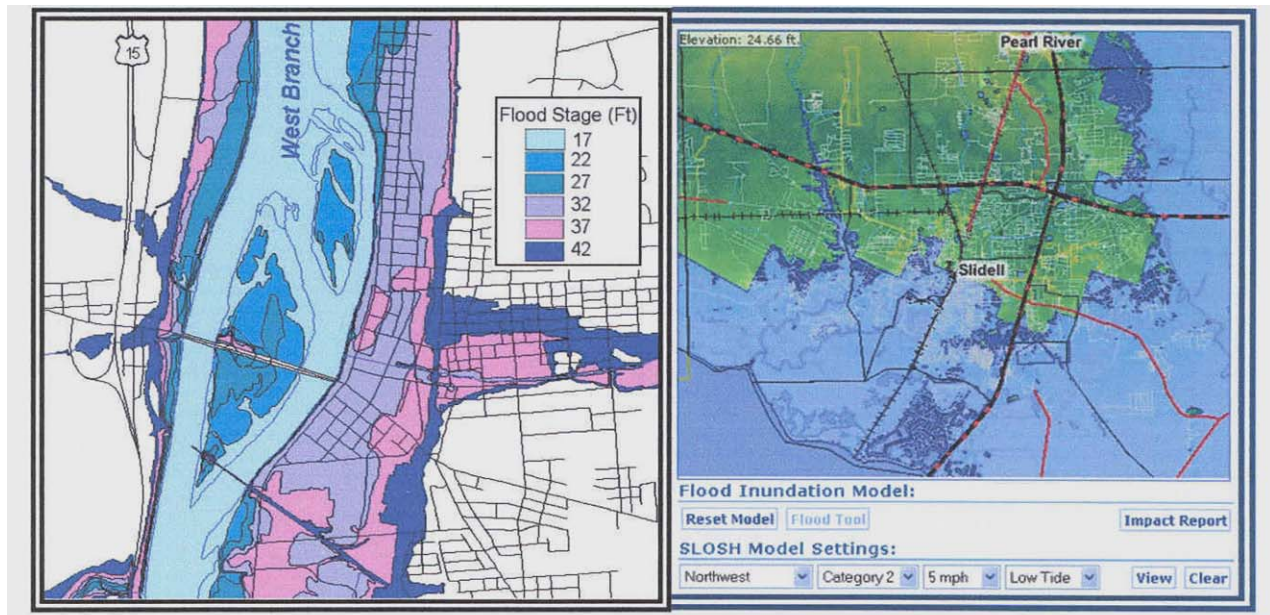 15
West Branch
Flood Stage (Ft)
17
22
27
32
37
42
Elevation: 24.66 ft.
Pearl River
Slidell
Flood Inundation Model:
Reset Model Flood Tool Impact Report
SLOSH Model Settings:
Northwest Category 2 5 mph Low Tide View Clear